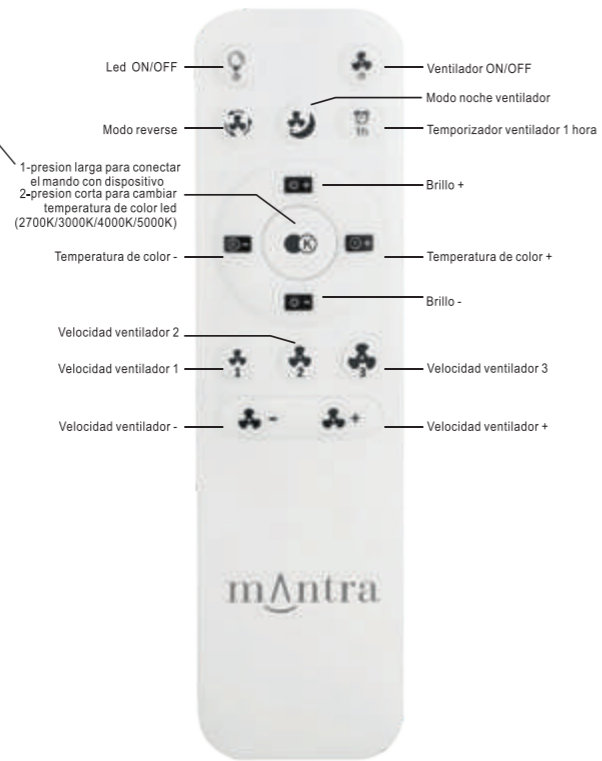 Led ON/OFF
Ventilador ON/OFF
Modo noche ventilador
Modo reverse
1h
Temporizador ventilador 1 hora
1-presion larga para conectar
el mando con dispositivo
2-presion corta para cambiar
temperatura de color led
(2700K/3000K/4000K/5000K)
Brillo +
K
Temperatura de color -
Temperatura de color +
Brillo -
Velocidad ventilador 2
Velocidad ventilador 1
1
2
3
Velocidad ventilador 3
Velocidad ventilador -
-
+
Velocidad ventilador +
mantra